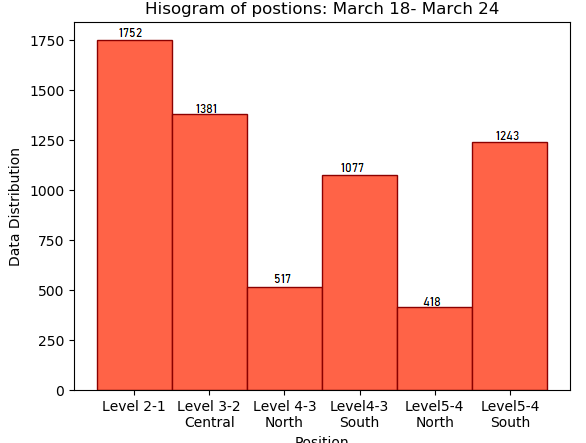 Hisogram of postions: March 18- March 24
1750
1500
1250
1000
750
500
250
0
Data Distribution
1752
1381
517
1077
418
1243
Level 2-1
Level 3-2
Central
Level 4-3
North
Level4-3
South
Level5-4
North
Level5-4
South
Position